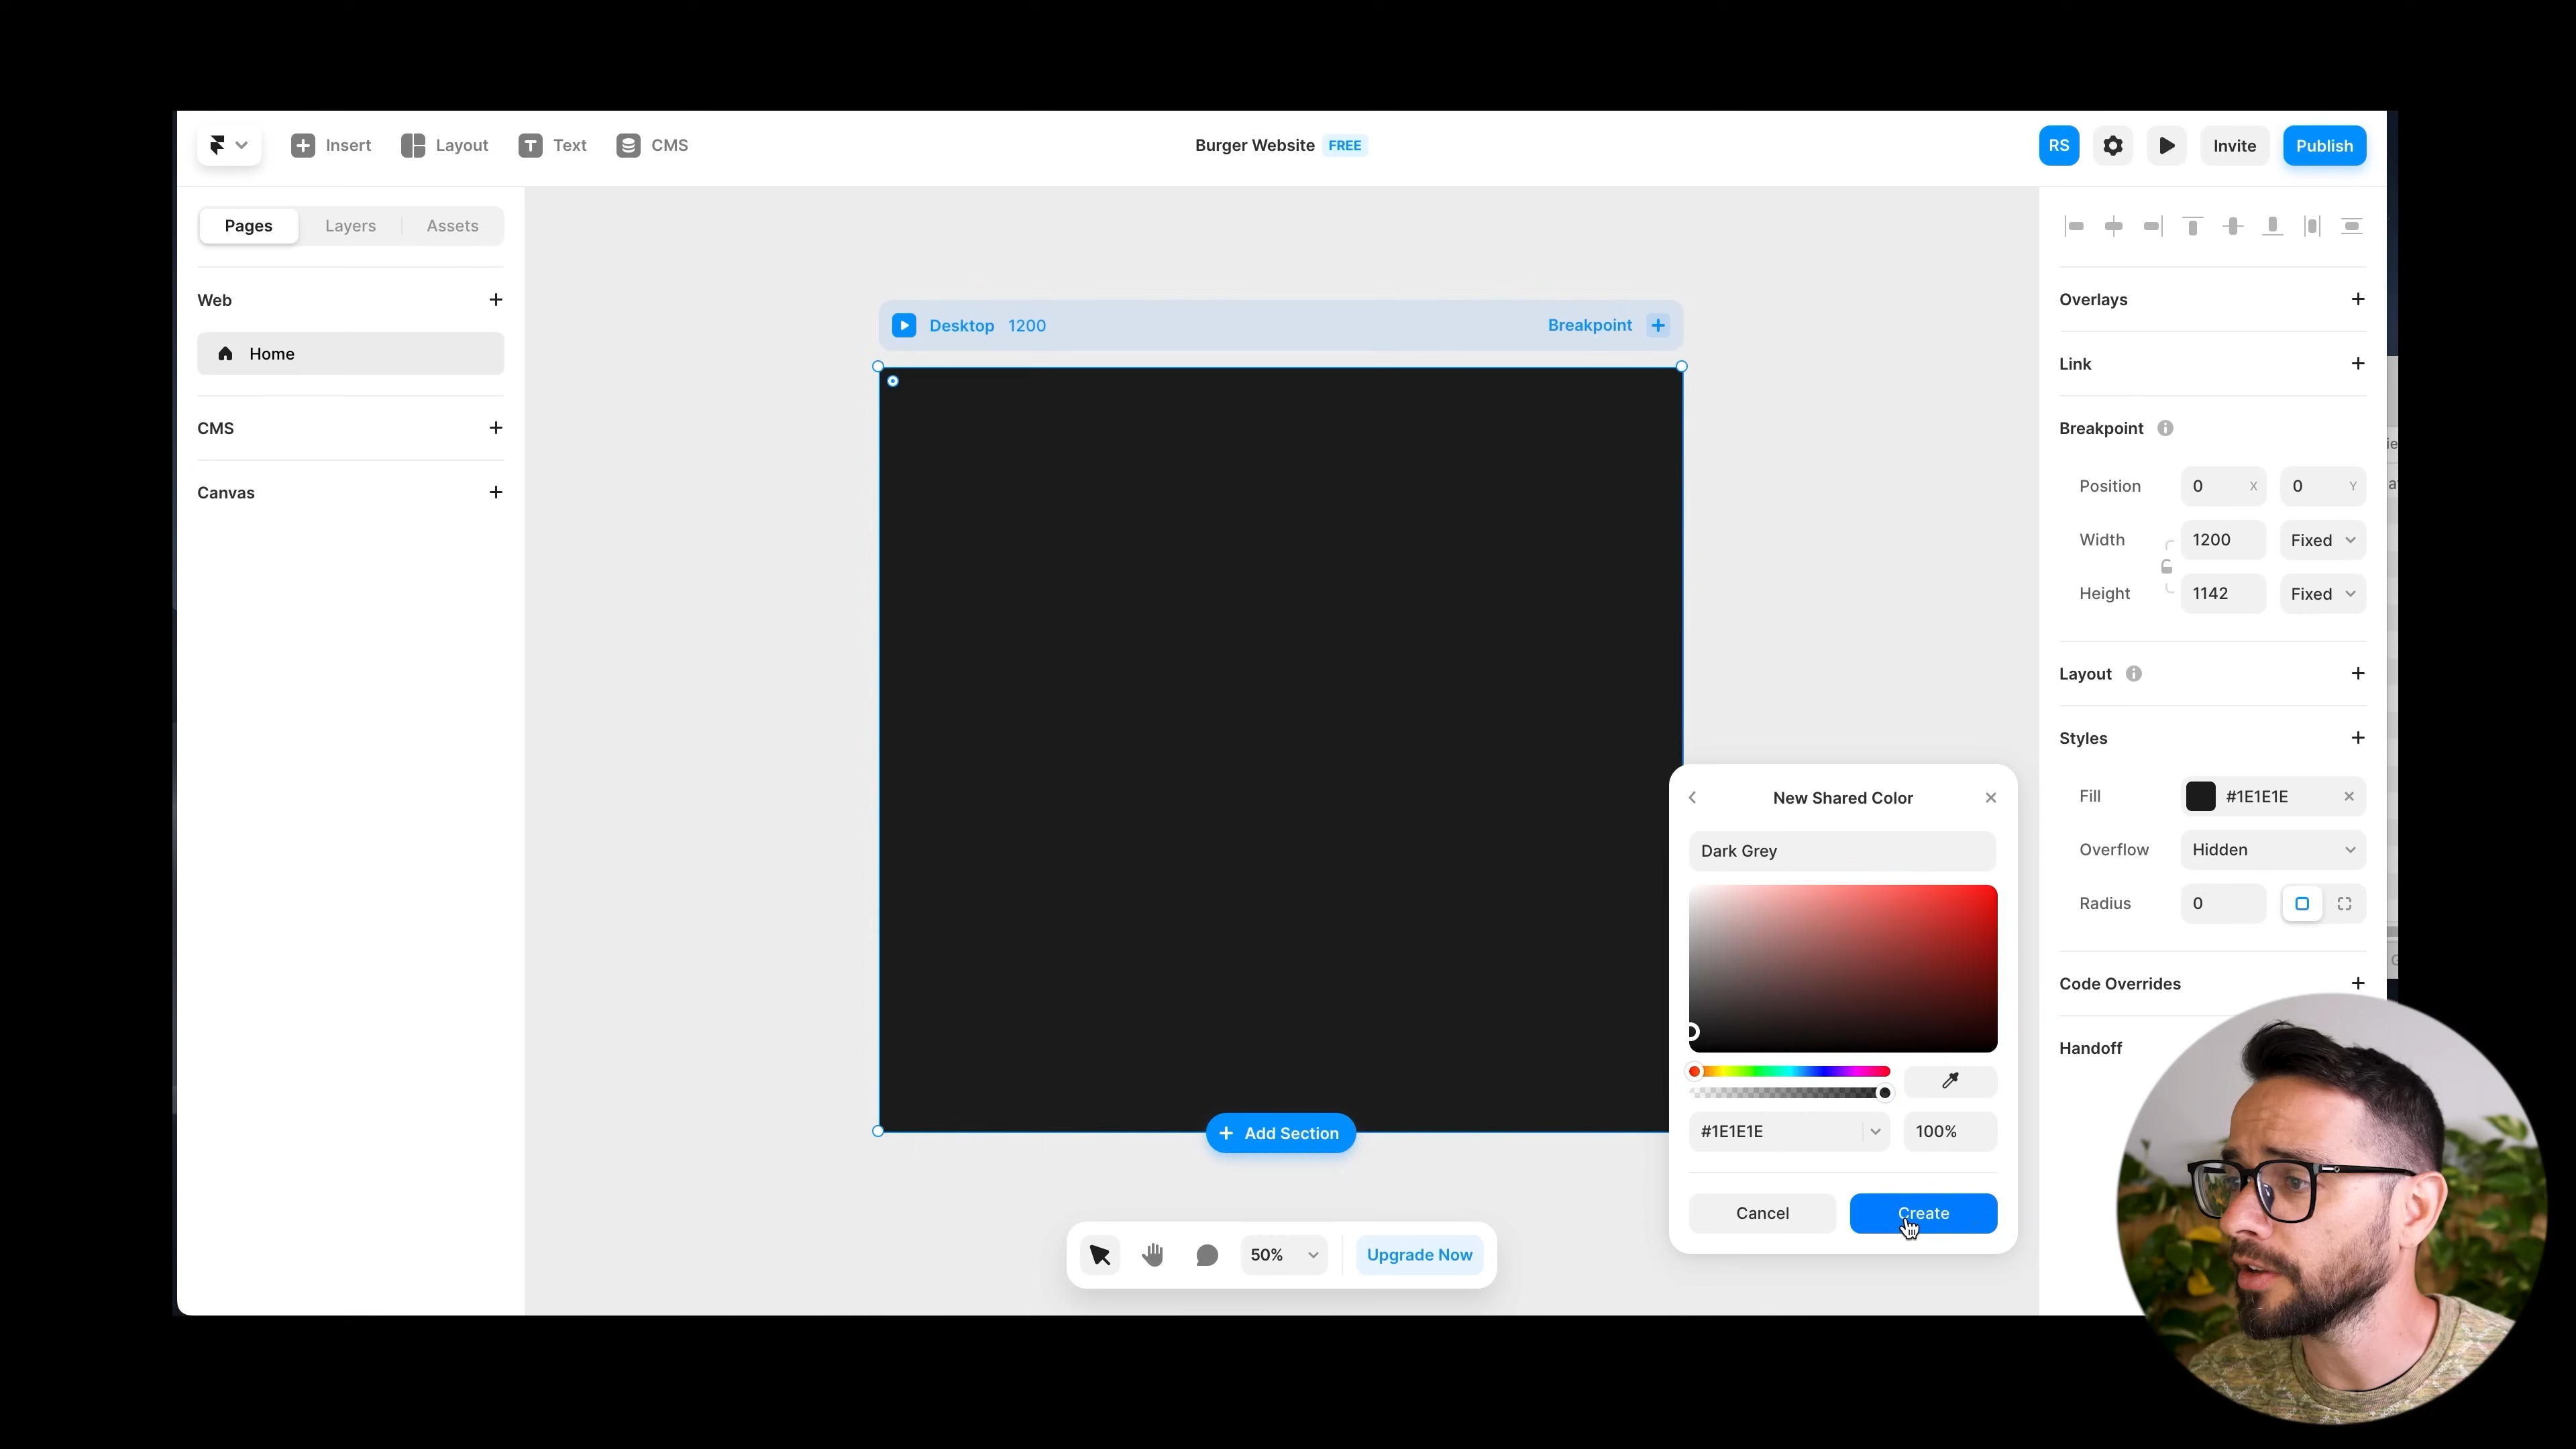 Insert Layout Text CMS
Burger Website FREE
RS Invite Publish
Pages Layers Assets
Web
Home
CMS
Canvas
Desktop 1200 Breakpoint
Add Section
50% Upgrade Now
New Shared Color
Dark Grey
#1E1E1E 100%
Cancel Create
Overlays
Link
Breakpoint
Position 0 X 0 Y
Width 1200 Fixed
Height 1142 Fixed
Layout
Styles
Fill #1E1E1E
Overflow Hidden
Radius 0
Code Overrides
Handoff